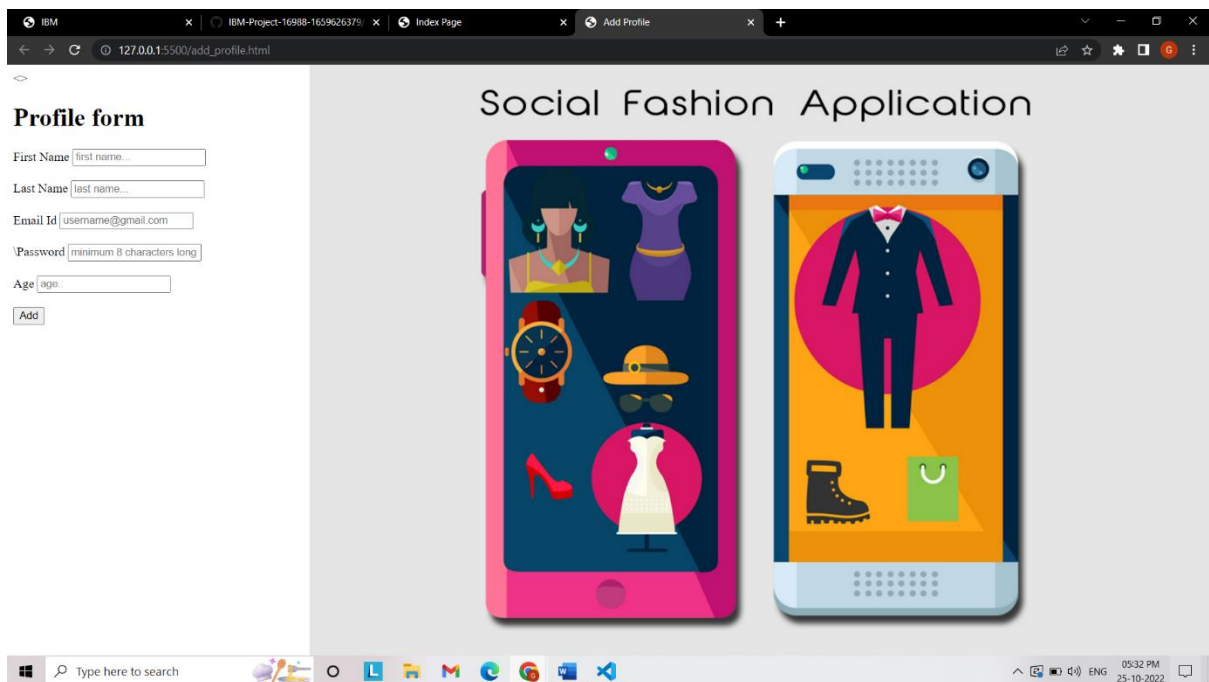 IBM
IBM-Project-16988-1659626379/
Index Page
Add Profile
127.0.0.1:5500/add_profile.html
G
<>
Profile form
First Name first name...
Last Name last name...
Email Id username@gmail.com
\Password minimum 8 characters long
Age age..
Add
Social Fashion Application
Type here to search
L
ENG
05:32 PM
25-10-2022